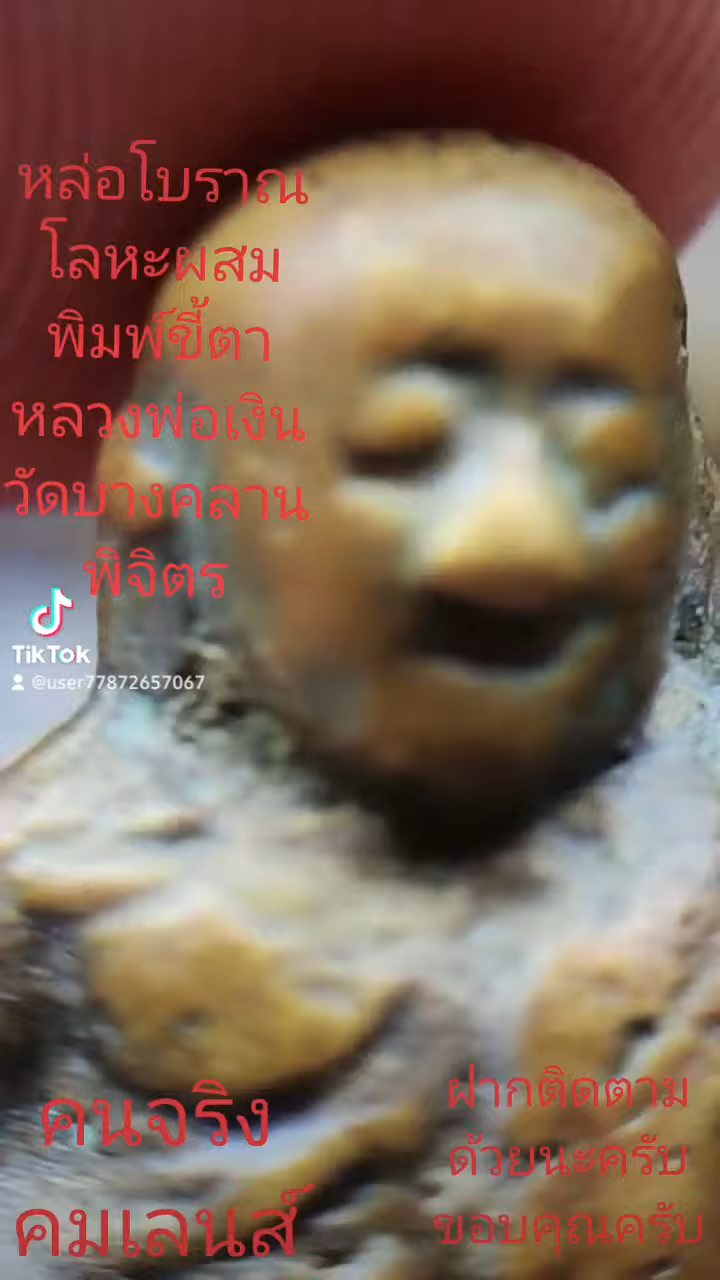 หล่อโบราณ
โลหะผสม
พิมพ์ขี้ตา
หลวงพ่อเงิน
วัดบางคลาน
พิจิตร
TikTok
@user77872657067
คนจริง
คมเลนส์
ฝากติดตาม
ด้วยนะครับ
ขอบคุณครับ